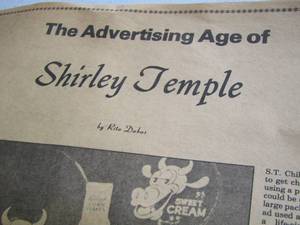 The Advertising Age of
Shirley Temple
by Rita Dubas
SWEET
CREAM
S.T. Chil
to get ch
using a p
could be
large pac
ad used a